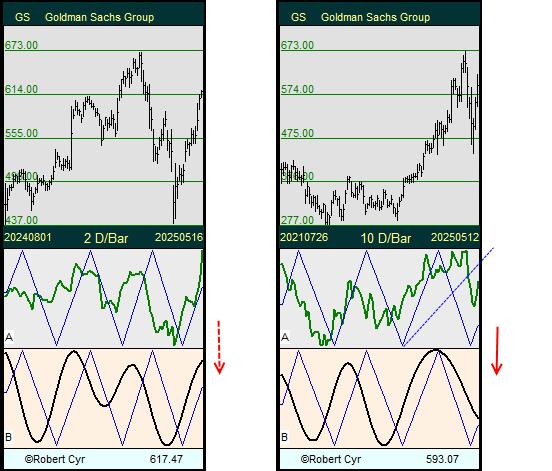 GS Goldman Sachs Group
673.00
614.00
555.00
437.00
20240801 2 D/Bar 20250516
A
B
©Robert Cyr 617.47
GS Goldman Sachs Group
673.00
574.00
475.00
277.00
20210726 10 D/Bar 20250512
A
B
©Robert Cyr 593.07